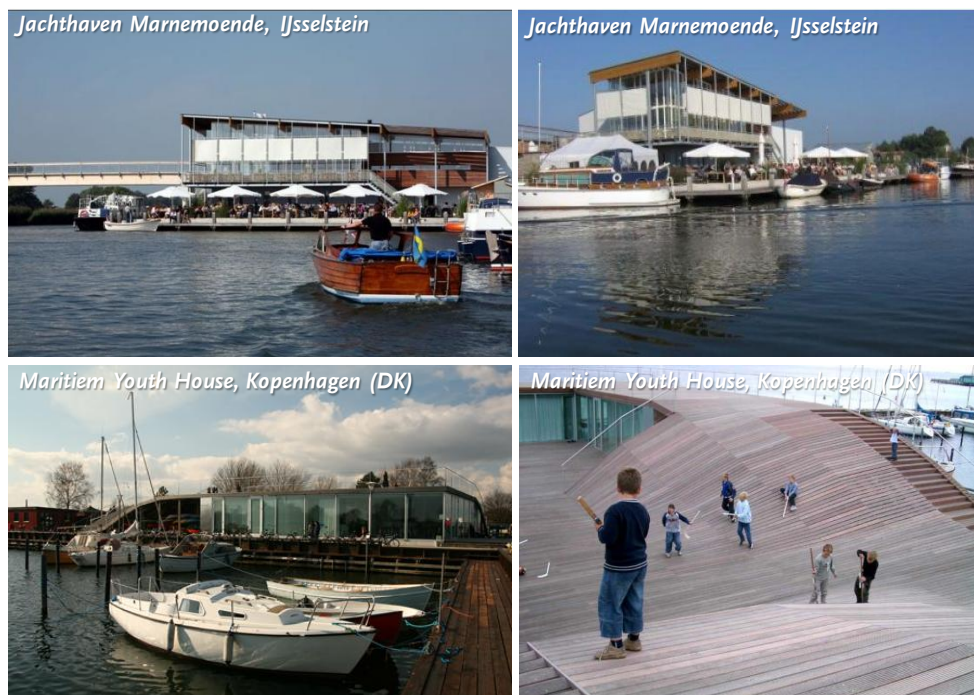 Jachthaven Marnemoende, IJsselstein
Jachthaven Marnemoende, IJsselstein
Maritiem Youth House, Kopenhagen (DK)
Maritiem Youth House, Kopenhagen (DK)